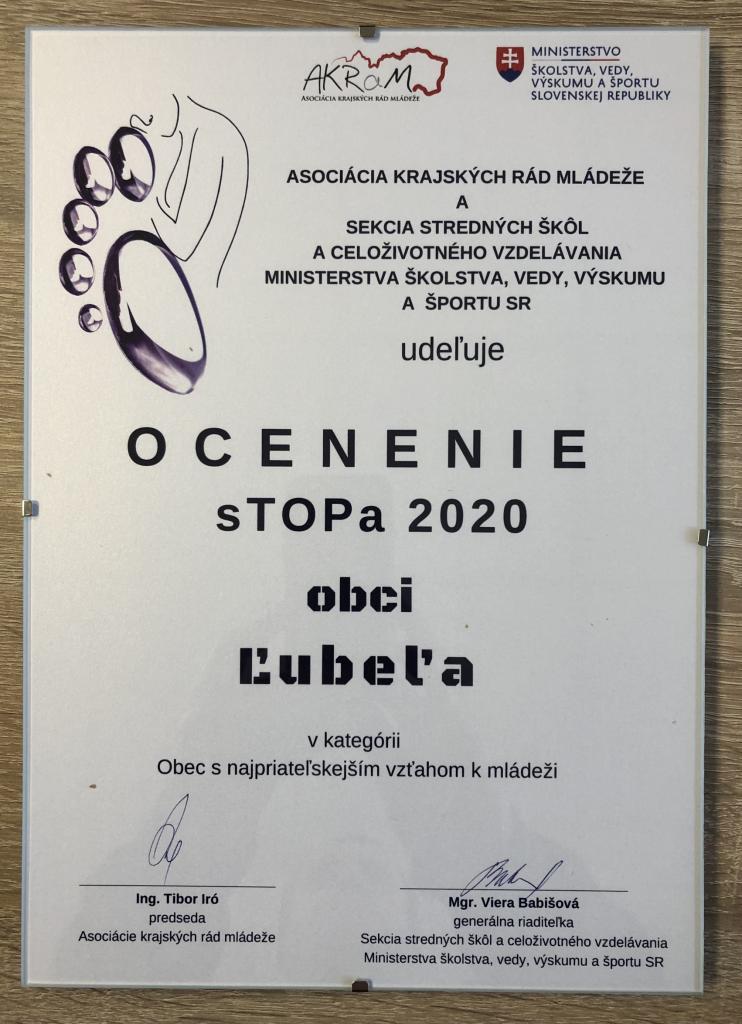 AKRaM
ASOCIÁCIA KRAJSKÝCH RÁD MLÁDEŽE
MINISTERSTVO
ŠKOLSTVA, VEDY,
VÝSKUMU A ŠPORTU
SLOVENSKEJ REPUBLIKY
ASOCIÁCIA KRAJSKÝCH RÁD MLÁDEŽE
A
SEKCIA STREDNÝCH ŠKÔL
A CELOŽIVOTNÉHO VZDELÁVANIA
MINISTERSTVA ŠKOLSTVA, VEDY, VÝSKUMU
A ŠPORTU SR
udeľuje
OCENENIE
sTOPa 2020
obci
Ľubeľa
v kategórii
Obec s najpriateľskejším vzťahom k mládeži
Ing. Tibor Iró
predseda
Asociácie krajských rád mládeže
Mgr. Viera Babišová
generálna riaditeľka
Sekcia stredných škôl a celoživotného vzdelávania
Ministerstva školstva, vedy, výskumu a športu SR